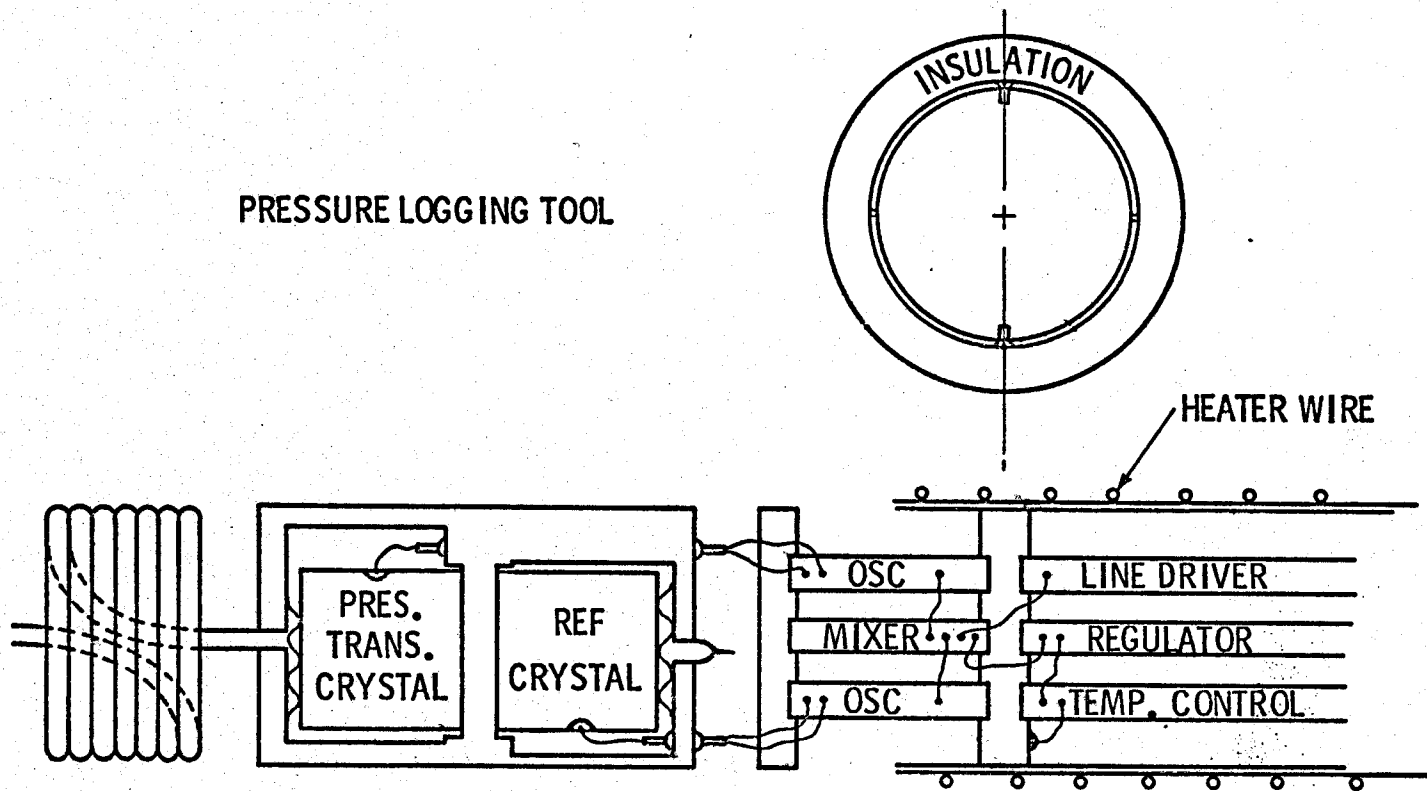 INSULATION
PRESSURE LOGGING TOOL
HEATER WIRE
PRES.
TRANS.
CRYSTAL
REF
CRYSTAL
OSC
MIXER
OSC
LINE DRIVER
REGULATOR
TEMP. CONTROL